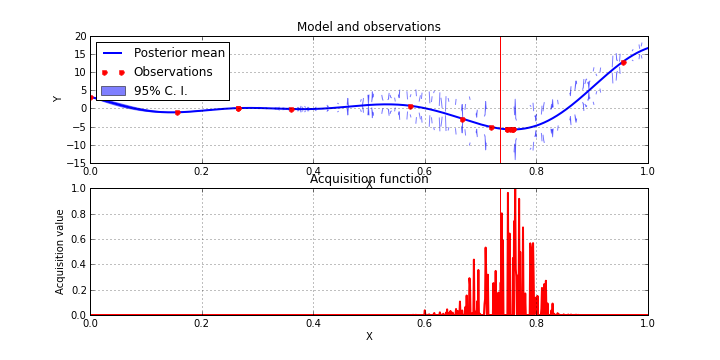 Model and observations
20
15
10
5
0
−5
−10
−15
Y
Posterior mean
Observations
95% C. I.
0.0 0.2 0.4 0.6 0.8 1.0
X
Acquisition function
1.0
0.8
0.6
0.4
0.2
0.0
Acquisition value
0.0 0.2 0.4 0.6 0.8 1.0
X